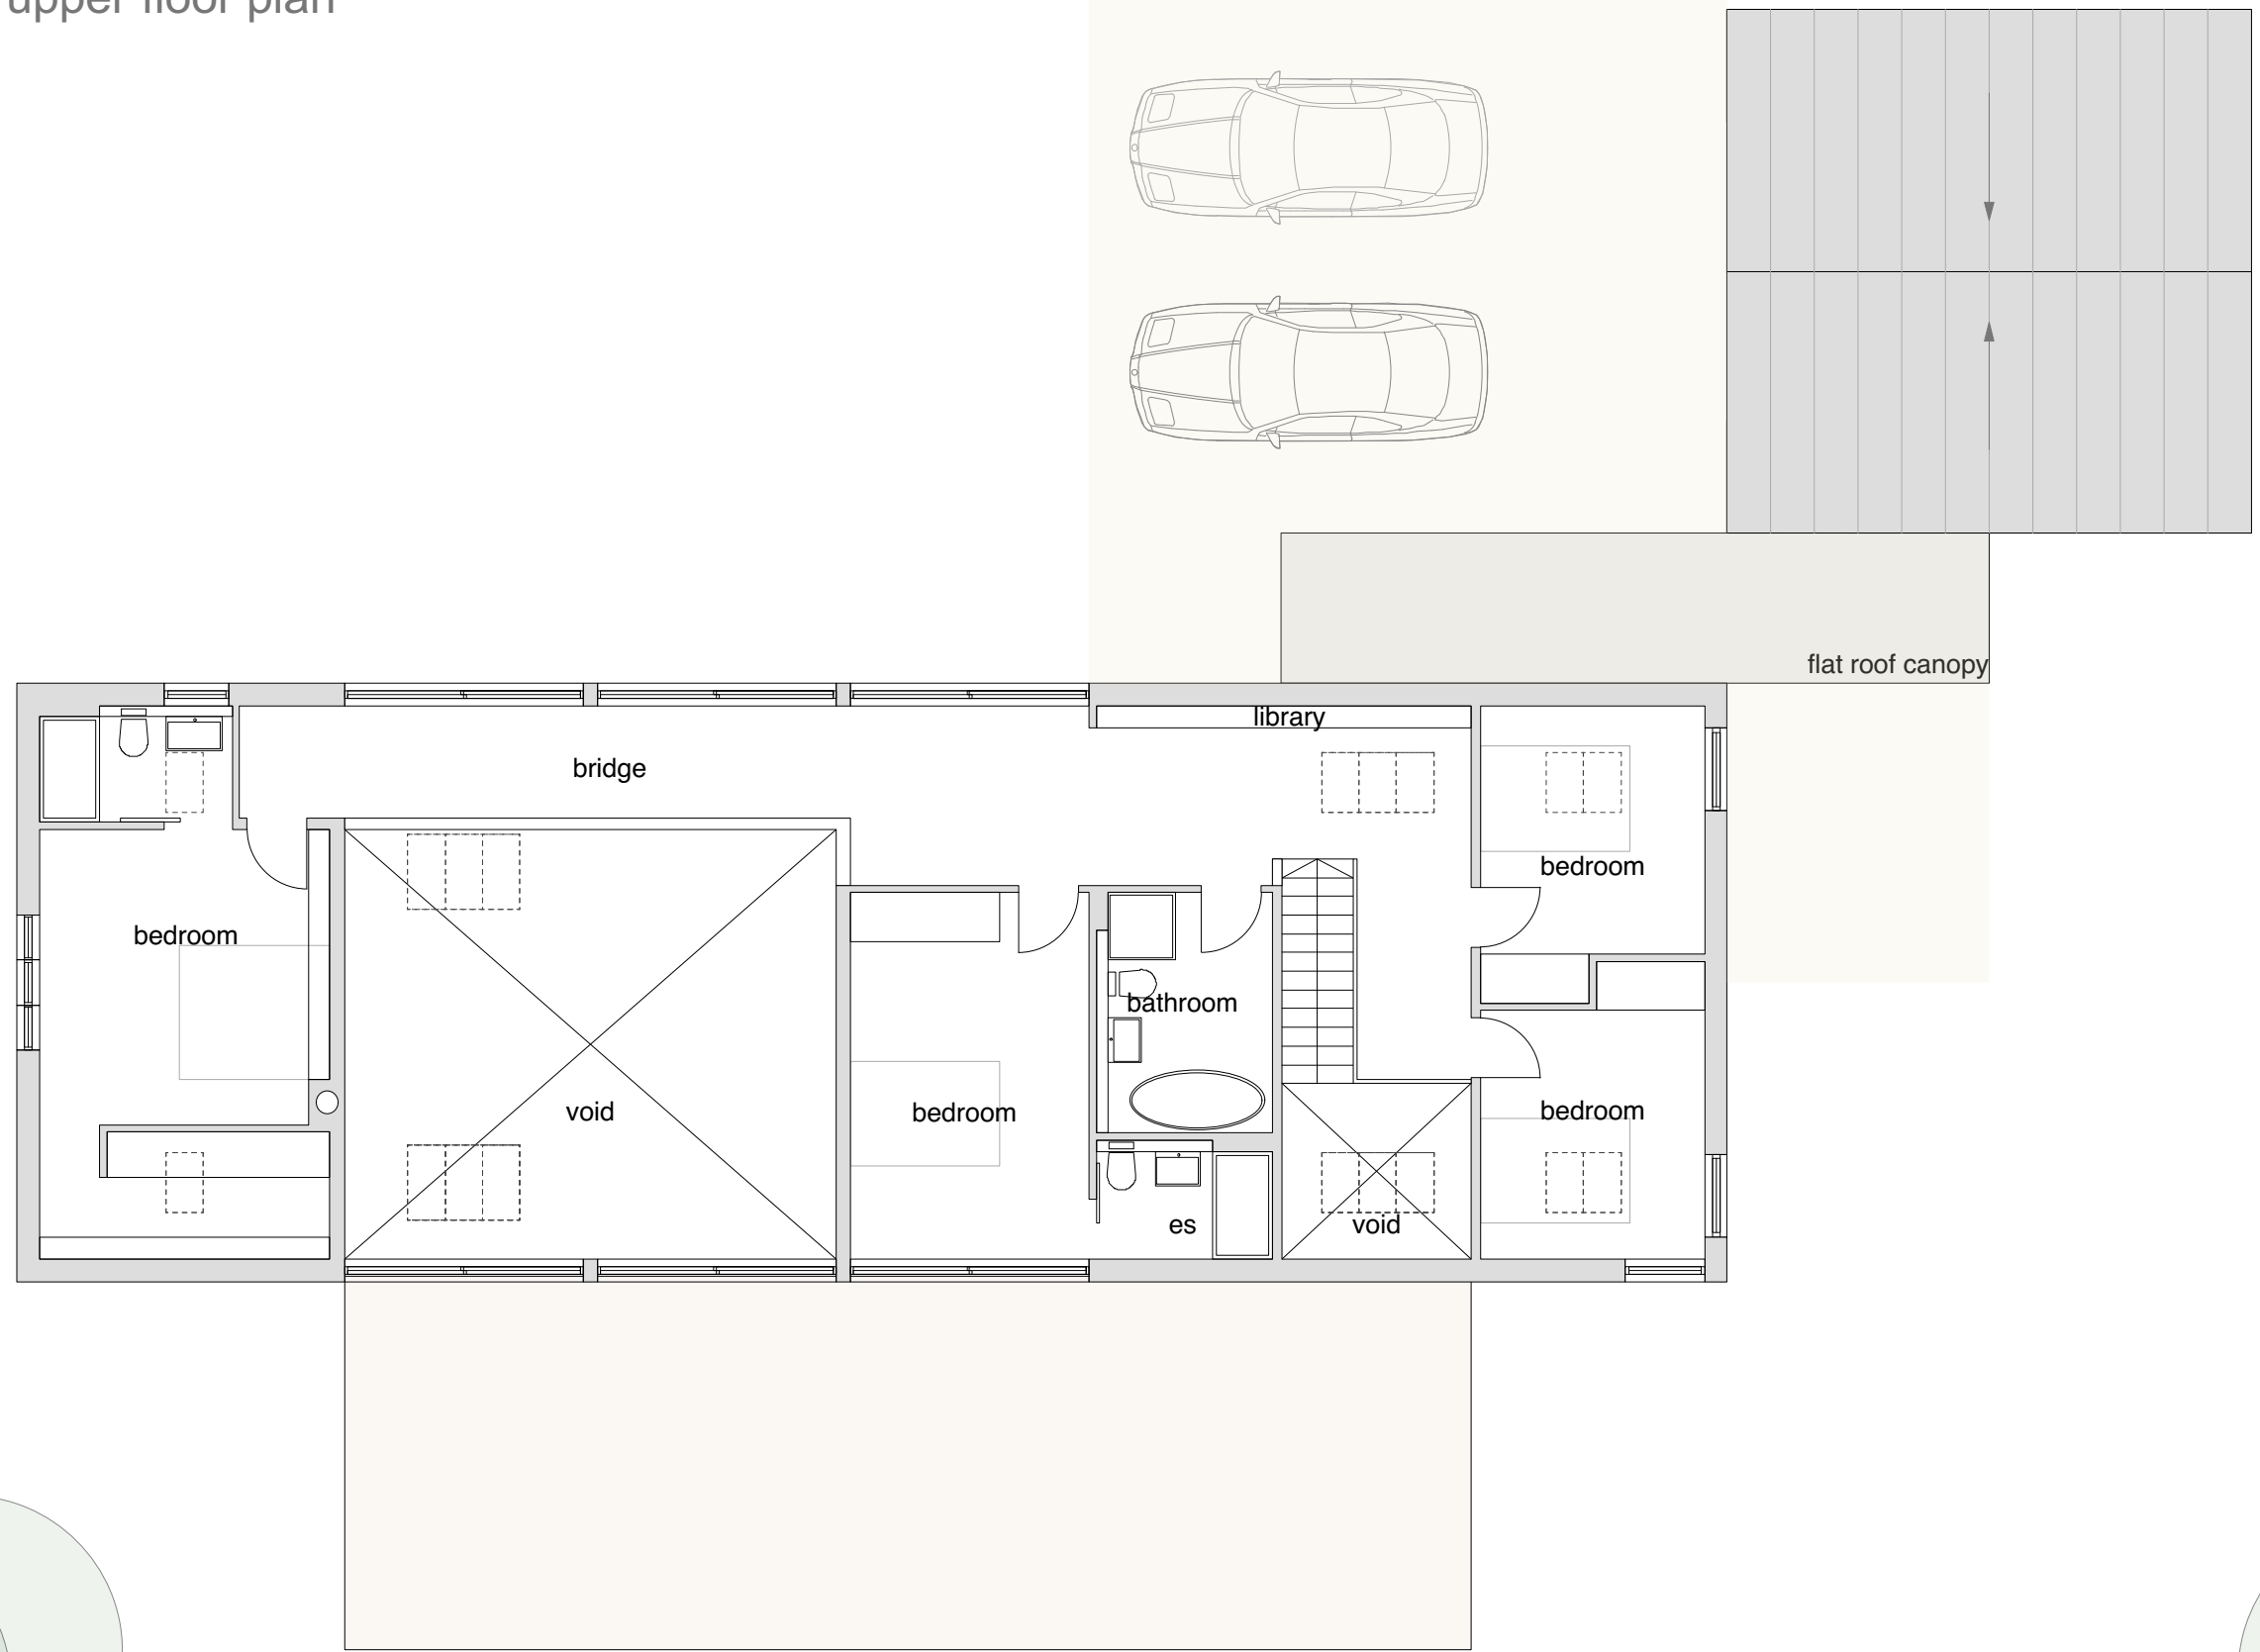 upper floor plan
flat roof canopy
library
bridge
bedroom
bedroom
bathroom
void
bedroom
bedroom
es
void